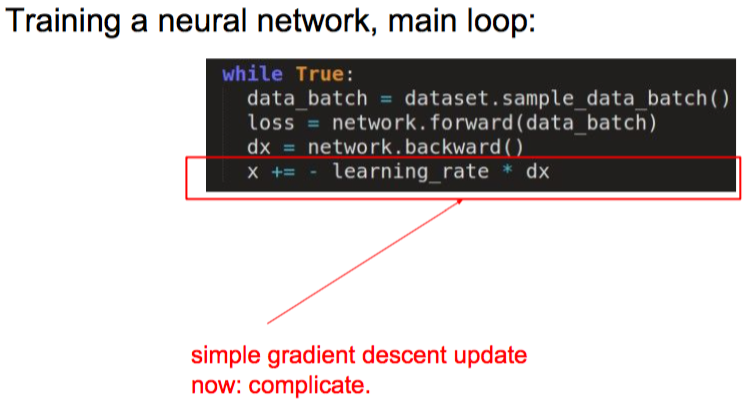 Training a neural network, main loop:
while True:
data_batch = dataset.sample_data_batch()
loss = network.forward(data_batch)
dx = network.backward()
x += - learning_rate * dx
simple gradient descent update
now: complicate.